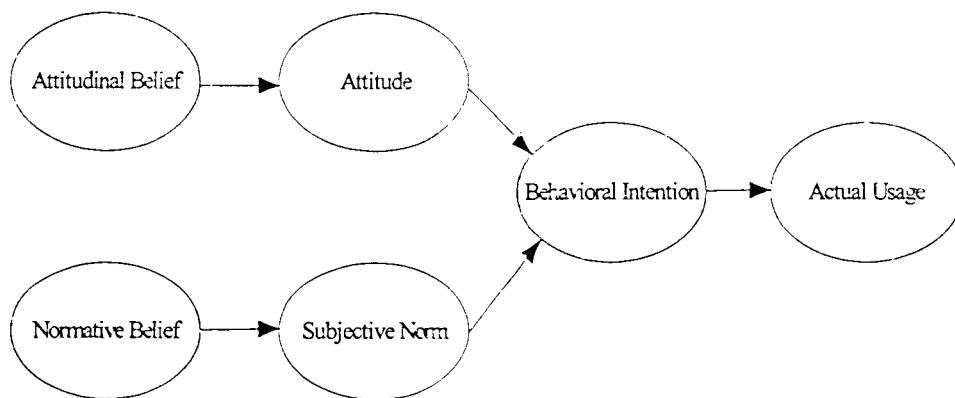 Attitudinal Belief
Attitude
Behavioral Intention
Actual Usage
Normative Belief
Subjective Norm